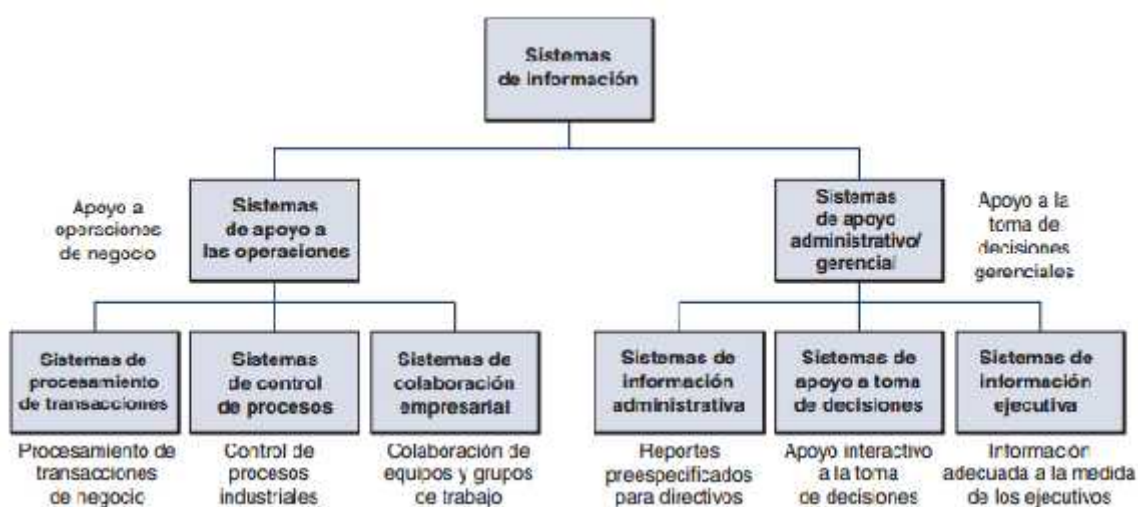 Sistemas
de información
Apoyo a
operaciones
de negocio
Sistemas
de apoyo a
las operaciones
Sistemas
de apoyo
administrativo/
gerencial
Apoyo a la
toma de
decisiones
gerenciales
Sistemas de
procesamiento
de transacciones
Sistemas
de control
de procesos
Sistemas de
colaboración
empresarial
Sistemas de
información
administrativa
Sistemas de
apoyo a toma
de decisiones
Sistemas de
información
ejecutiva
Procesamiento de
transacciones
de negocio
Control de
procesos
industriales
Colaboración de
equipos y grupos
de trabajo
Reportes
preespecificados
para directivos
Apoyo interactivo
a la toma
de decisiones
Información
adecuada a la medida
de los ejecutivos